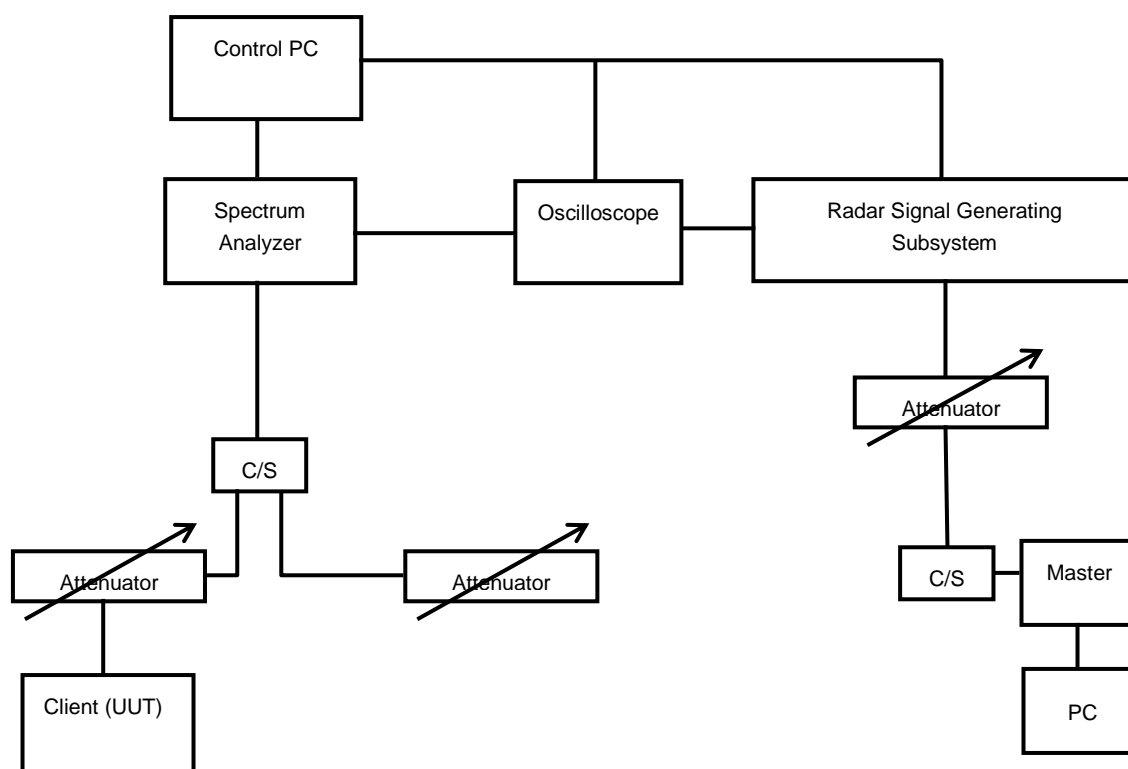 Control PC
Spectrum
Analyzer
Oscilloscope
Radar Signal Generating
Subsystem
Attenuator
C/S
Attenuator
Attenuator
C/S
Master
Client (UUT)
PC